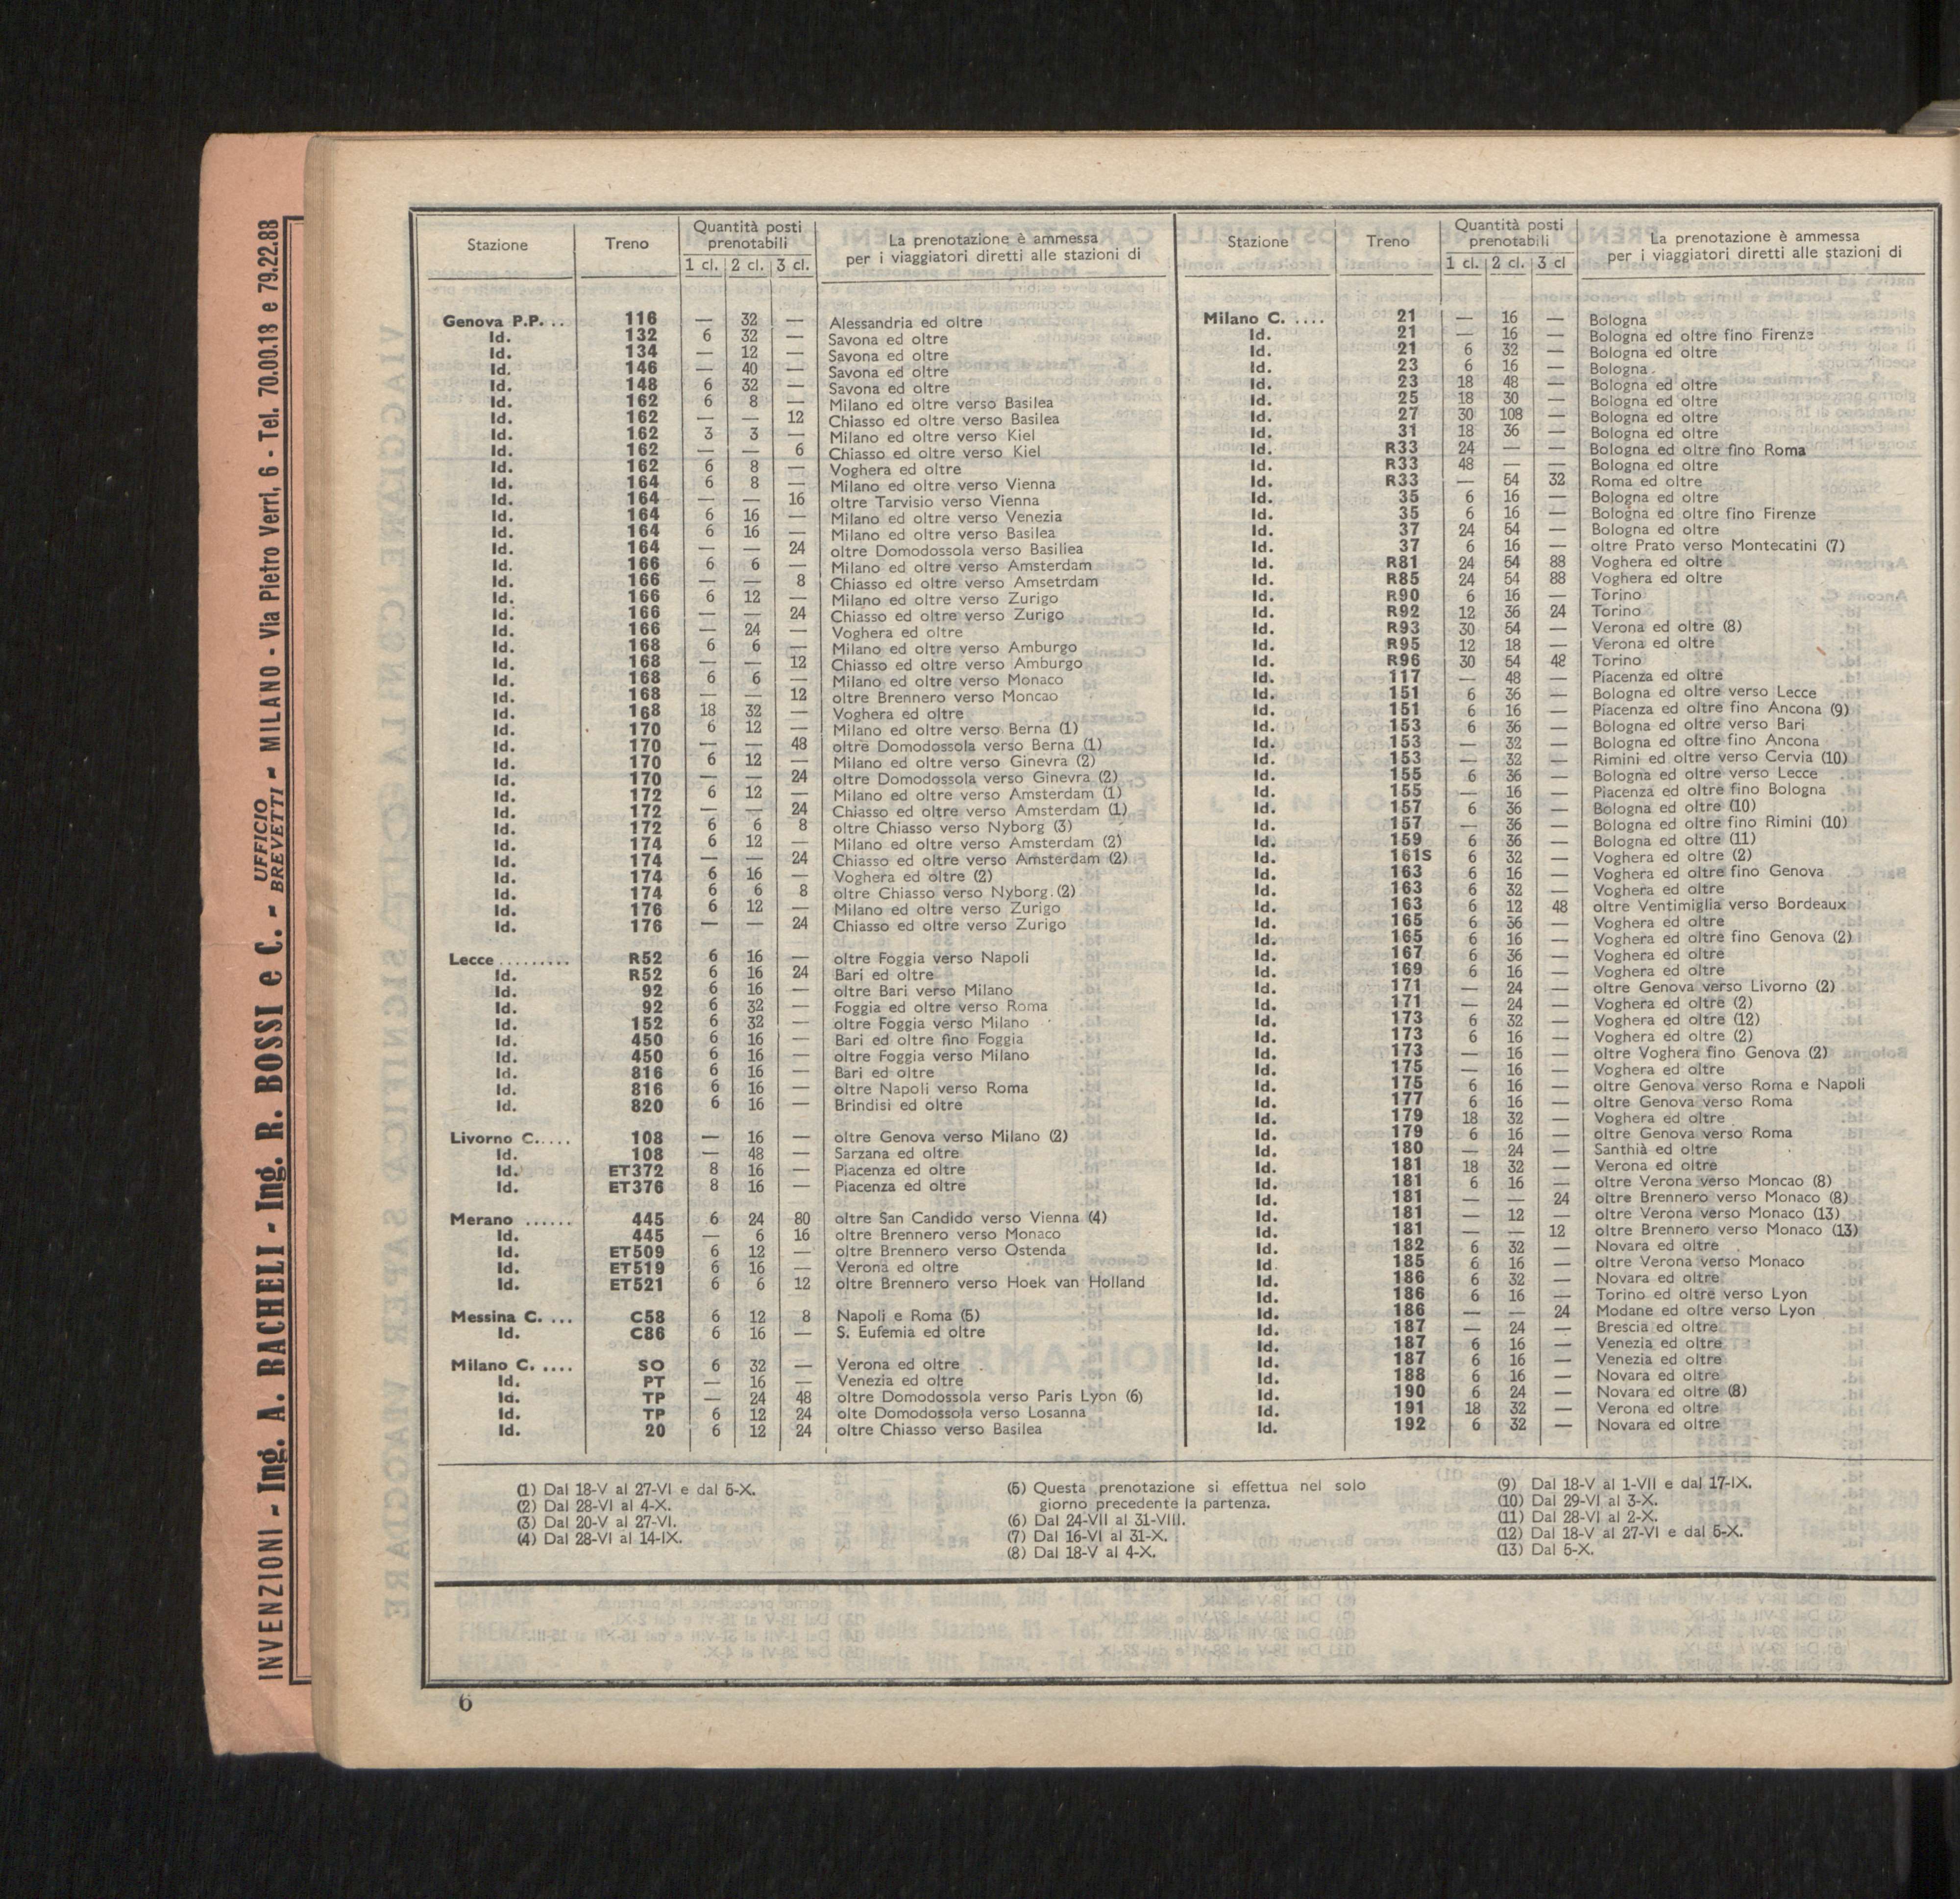 INVENZIONI - Ing. A. RACHELI - Ing. R. BOSSI e C. - UFFICIO BREVETTI - MILANO - Via Pietro Verri, 6 - Tel. 70.00.18 e 79.22.88
Stazione Treno Quantità posti prenotabili 1 cl. 2 cl. 3 cl. La prenotazione è ammessa per i viaggiatori diretti alle stazioni di
Genova P.P. .. 116 — 32 — Alessandria ed oltre
Id. 132 6 32 — Savona ed oltre
Id. 134 — 12 — Savona ed oltre
Id. 146 — 40 — Savona ed oltre
Id. 148 6 32 — Savona ed oltre
Id. 162 6 8 — Milano ed oltre verso Basilea
Id. 162 — — 12 Chiasso ed oltre verso Basilea
Id. 162 3 3 — Milano ed oltre verso Kiel
Id. 162 — — 6 Chiasso ed oltre verso Kiel
Id. 162 6 8 — Voghera ed oltre
Id. 164 6 8 — Milano ed oltre verso Vienna
Id. 164 — — 16 oltre Tarvisio verso Vienna
Id. 164 6 16 — Milano ed oltre verso Venezia
Id. 164 6 16 — Milano ed oltre verso Basilea
Id. 164 — — 24 oltre Domodossola verso Basiliea
Id. 166 6 6 — Milano ed oltre verso Amsterdam
Id. 166 — — 8 Chiasso ed oltre verso Amsetrdam
Id. 166 6 12 — Milano ed oltre verso Zurigo
Id. 166 — — 24 Chiasso ed oltre verso Zurigo
Id. 166 — 24 — Voghera ed oltre
Id. 168 6 6 — Milano ed oltre verso Amburgo
Id. 168 — — 12 Chiasso ed oltre verso Amburgo
Id. 168 6 6 — Milano ed oltre verso Monaco
Id. 168 — — 12 oltre Brennero verso Moncao
Id. 168 18 32 — Voghera ed oltre
Id. 170 6 12 — Milano ed oltre verso Berna (1)
Id. 170 — — 48 oltre Domodossola verso Berna (1)
Id. 170 6 12 — Milano ed oltre verso Ginevra (2)
Id. 170 — — 24 oltre Domodossola verso Ginevra (2)
Id. 172 6 12 — Milano ed oltre verso Amsterdam (1)
Id. 172 — — 24 Chiasso ed oltre verso Amsterdam (1)
Id. 172 6 6 8 oltre Chiasso verso Nyborg (3)
Id. 174 6 12 — Milano ed oltre verso Amsterdam (2)
Id. 174 — — 24 Chiasso ed oltre verso Amsterdam (2)
Id. 174 6 16 — Voghera ed oltre (2)
Id. 174 6 6 8 oltre Chiasso verso Nyborg (2)
Id. 176 6 12 — Milano ed oltre verso Zurigo
Id. 176 — — 24 Chiasso ed oltre verso Zurigo
Lecce ......... R52 6 16 — oltre Foggia verso Napoli
Id. R52 6 16 24 Bari ed oltre
Id. 92 6 16 — oltre Bari verso Milano
Id. 92 6 32 — Foggia ed oltre verso Roma
Id. 152 6 32 — oltre Foggia verso Milano
Id. 450 6 16 — Bari ed oltre fino Foggia
Id. 450 6 16 — oltre Foggia verso Milano
Id. 816 6 16 — Bari ed oltre
Id. 816 6 16 — oltre Napoli verso Roma
Id. 820 6 16 — Brindisi ed oltre
Livorno C..... 108 — 16 — oltre Genova verso Milano (2)
Id. 108 — 48 — Sarzana ed oltre
Id. ET372 8 16 — Piacenza ed oltre
Id. ET376 8 16 — Piacenza ed oltre
Merano ...... 445 6 24 80 oltre San Candido verso Vienna (4)
Id. 445 — 6 16 oltre Brennero verso Monaco
Id. ET509 6 12 — oltre Brennero verso Ostenda
Id. ET519 6 16 — Verona ed oltre
Id. ET521 6 6 12 oltre Brennero verso Hoek van Holland
Messina C. ... C58 6 12 8 Napoli e Roma (5)
Id. C86 6 16 — S. Eufemia ed oltre
Milano C. .... SO 6 32 — Verona ed oltre
Id. PT — 16 — Venezia ed oltre
Id. TP — 24 48 oltre Domodossola verso Paris Lyon (6)
Id. TP 6 12 24 olte Domodossola verso Losanna
Id. 20 6 12 24 oltre Chiasso verso Basilea
Stazione Treno Quantità posti prenotabili 1 cl. 2 cl. 3 cl La prenotazione è ammessa per i viaggiatori diretti alle stazioni di
Milano C. .... 21 — 16 — Bologna
Id. 21 — 16 — Bologna ed oltre fino Firenze
Id. 21 6 32 — Bologna ed oltre
Id. 23 6 16 — Bologna
Id. 23 18 48 — Bologna ed oltre
Id. 25 18 30 — Bologna ed oltre
Id. 27 30 108 — Bologna ed oltre
Id. 31 18 36 — Bologna ed oltre
Id. R33 24 — — Bologna ed oltre fino Roma
Id. R33 48 — — Bologna ed oltre
Id. R33 — 54 32 Roma ed oltre
Id. 35 6 16 — Bologna ed oltre
Id. 35 6 16 — Bologna ed oltre fino Firenze
Id. 37 24 54 — Bologna ed oltre
Id. 37 6 16 — oltre Prato verso Montecatini (7)
Id. R81 24 54 88 Voghera ed oltre
Id. R85 24 54 88 Voghera ed oltre
Id. R90 6 16 — Torino
Id. R92 12 36 24 Torino
Id. R93 30 54 — Verona ed oltre (8)
Id. R95 12 18 — Verona ed oltre
Id. R96 30 54 48 Torino
Id. 117 — 48 — Piacenza ed oltre
Id. 151 6 36 — Bologna ed oltre verso Lecce
Id. 151 6 16 — Piacenza ed oltre fino Ancona (9)
Id. 153 6 36 — Bologna ed oltre verso Bari
Id. 153 — 32 — Bologna ed oltre fino Ancona
Id. 153 — 32 — Rimini ed oltre verso Cervia (10)
Id. 155 6 36 — Bologna ed oltre verso Lecce
Id. 155 — 16 — Piacenza ed oltre fino Bologna
Id. 157 6 36 — Bologna ed oltre (10)
Id. 157 — 36 — Bologna ed oltre fino Rimini (10)
Id. 159 6 36 — Bologna ed oltre (11)
Id. 161S 6 32 — Voghera ed oltre (2)
Id. 163 6 16 — Voghera ed oltre fino Genova
Id. 163 6 32 — Voghera ed oltre
Id. 163 6 12 48 oltre Ventimiglia verso Bordeaux
Id. 165 6 36 — Voghera ed oltre
Id. 165 6 16 — Voghera ed oltre fino Genova (2)
Id. 167 6 36 — Voghera ed oltre
Id. 169 6 16 — Voghera ed oltre
Id. 171 — 24 — oltre Genova verso Livorno (2)
Id. 171 — 24 — Voghera ed oltre (2)
Id. 173 6 32 — Voghera ed oltre (12)
Id. 173 6 16 — Voghera ed oltre (2)
Id. 173 — 16 — oltre Voghera fino Genova (2)
Id. 175 — 16 — Voghera ed oltre
Id. 175 6 16 — oltre Genova verso Roma e Napoli
Id. 177 6 16 — oltre Genova verso Roma
Id. 179 18 32 — Voghera ed oltre
Id. 179 6 16 — oltre Genova verso Roma
Id. 180 — 24 — Santhià ed oltre
Id. 181 18 32 — Verona ed oltre
Id. 181 6 16 — oltre Verona verso Moncao (8)
Id. 181 — — 24 oltre Brennero verso Monaco (8)
Id. 181 — 12 — oltre Verona verso Monaco (13)
Id. 181 — — 12 oltre Brennero verso Monaco (13)
Id. 182 6 32 — Novara ed oltre
Id. 185 6 16 — oltre Verona verso Monaco
Id. 186 6 32 — Novara ed oltre
Id. 186 6 16 — Torino ed oltre verso Lyon
Id. 186 — — 24 Modane ed oltre verso Lyon
Id. 187 — 24 — Brescia ed oltre
Id. 187 6 16 — Venezia ed oltre
Id. 187 6 16 — Venezia ed oltre
Id. 188 6 16 — Novara ed oltre
Id. 190 6 24 — Novara ed oltre (8)
Id. 191 18 32 — Verona ed oltre
Id. 192 6 32 — Novara ed oltre
(1) Dal 18-V al 27-VI e dal 5-X.
(2) Dal 28-VI al 4-X.
(3) Dal 20-V al 27-VI.
(4) Dal 28-VI al 14-IX.
(5) Questa prenotazione si effettua nel solo
giorno precedente la partenza.
(6) Dal 24-VII al 31-VIII.
(7) Dal 16-VI al 31-X.
(8) Dal 18-V al 4-X.
(9) Dal 18-V al 1-VII e dal 17-IX.
(10) Dal 29-VI al 3-X.
(11) Dal 28-VI al 2-X.
(12) Dal 18-V al 27-VI e dal 5-X.
(13) Dal 5-X.
6